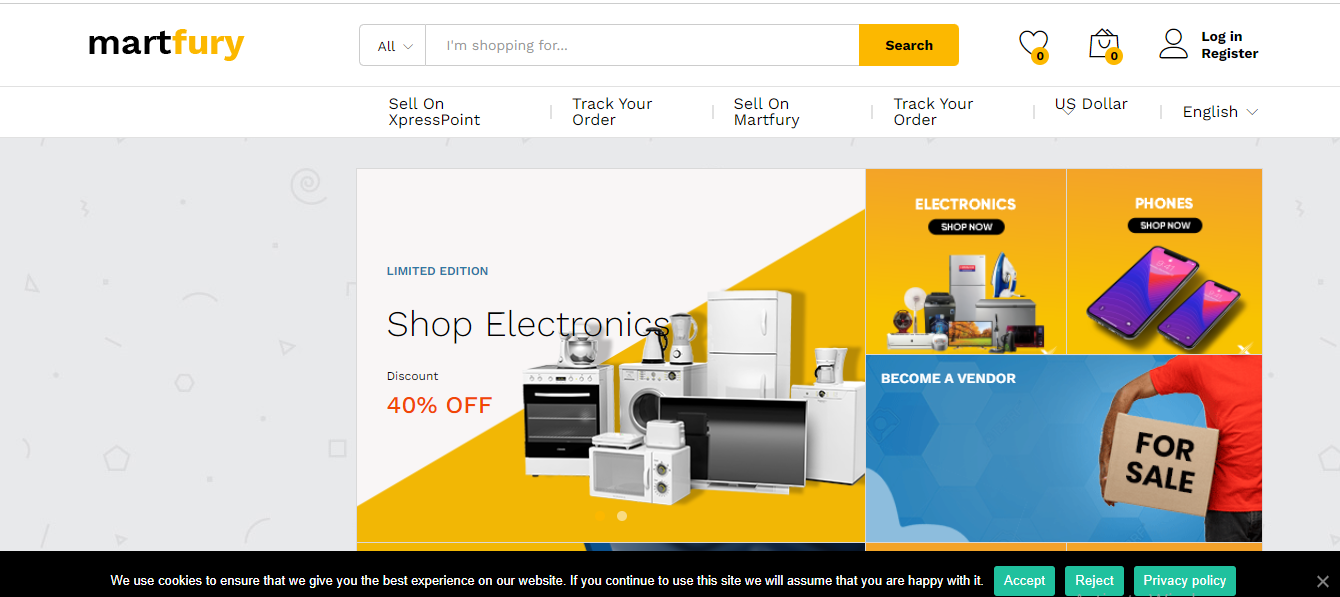 martfury
All
I'm shopping for...
Search
0
0
Log in
Register
Sell On
XpressPoint
Track Your
Order
Sell On
Martfury
Track Your
Order
US Dollar
English
LIMITED EDITION
Shop Electronics
Discount
40% OFF
ELECTRONICS
SHOP NOW
PHONES
SHOP NOW
BECOME A VENDOR
FOR
SALE
We use cookies to ensure that we give you the best experience on our website. If you continue to use this site we will assume that you are happy with it.
Accept
Reject
Privacy policy